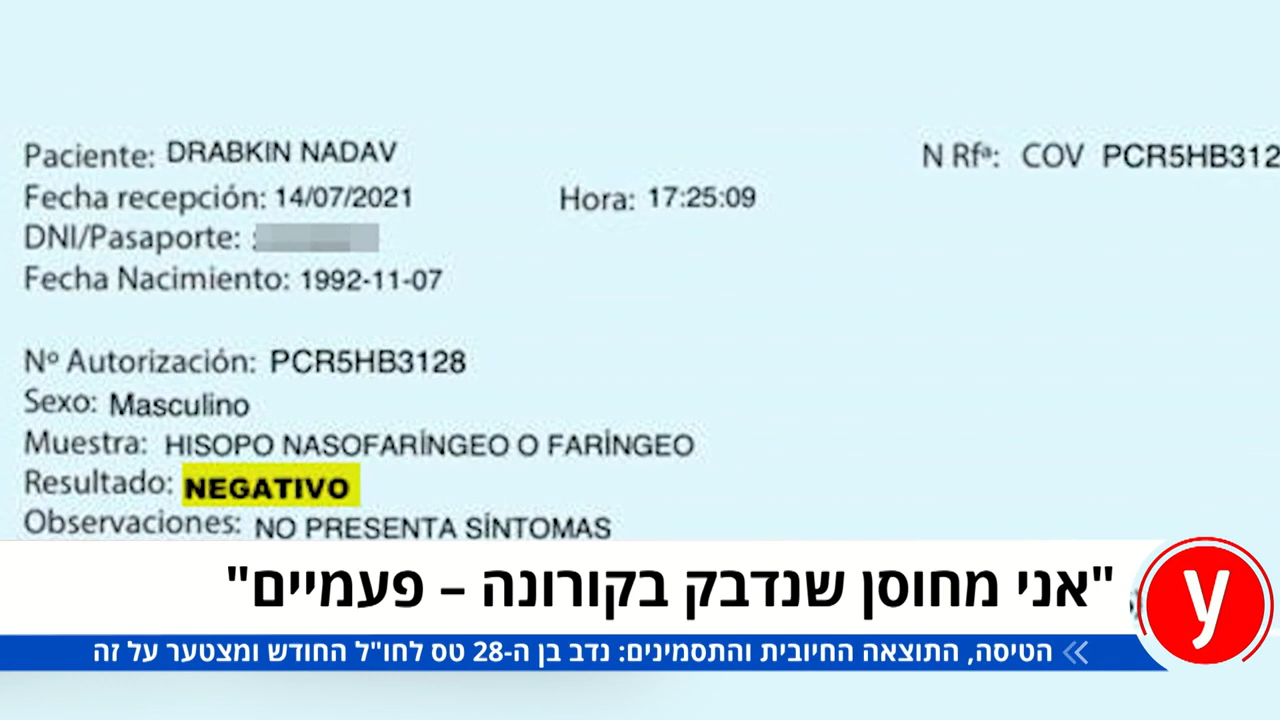 Paciente: DRABKIN NADAV
N Rfª: COV PCR5HB312
Fecha recepción: 14/07/2021 Hora: 17:25:09
DNI/Pasaporte:
Fecha Nacimiento: 1992-11-07
Nº Autorización: PCR5HB3128
Sexo: Masculino
Muestra: HISOPO NASOFARÍNGEO O FARÍNGEO
Resultado: NEGATIVO
Observaciones: NO PRESENTA SÍNTOMAS
"אני מחוסן שנדבק בקורונה – פעמיים"
הטיסה, התוצאה החיובית והתסמינים: נדב בן ה-28 טס לחו"ל החודש ומצטער על זה
y